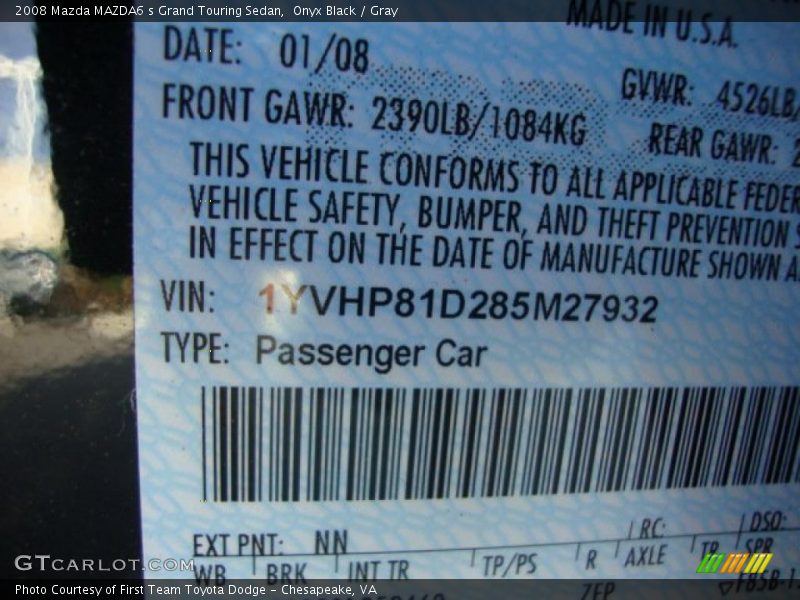 2008 Mazda MAZDA6 s Grand Touring Sedan, Onyx Black / Gray
MADE IN U.S.A.
DATE: 01/08
GVWR: 4526LB/
FRONT GAWR: 2390LB/1084KG
REAR GAWR: 2
THIS VEHICLE CONFORMS TO ALL APPLICABLE FEDER
VEHICLE SAFETY, BUMPER, AND THEFT PREVENTION S
IN EFFECT ON THE DATE OF MANUFACTURE SHOWN A
VIN: 1YVHP81D285M27932
TYPE: Passenger Car
EXT PNT: NN
RC: DSO:
WB BRK INT TR TP/PS R AXLE TR SPR
GTCARLOT.COM
Photo Courtesy of First Team Toyota Dodge – Chesapeake, VA